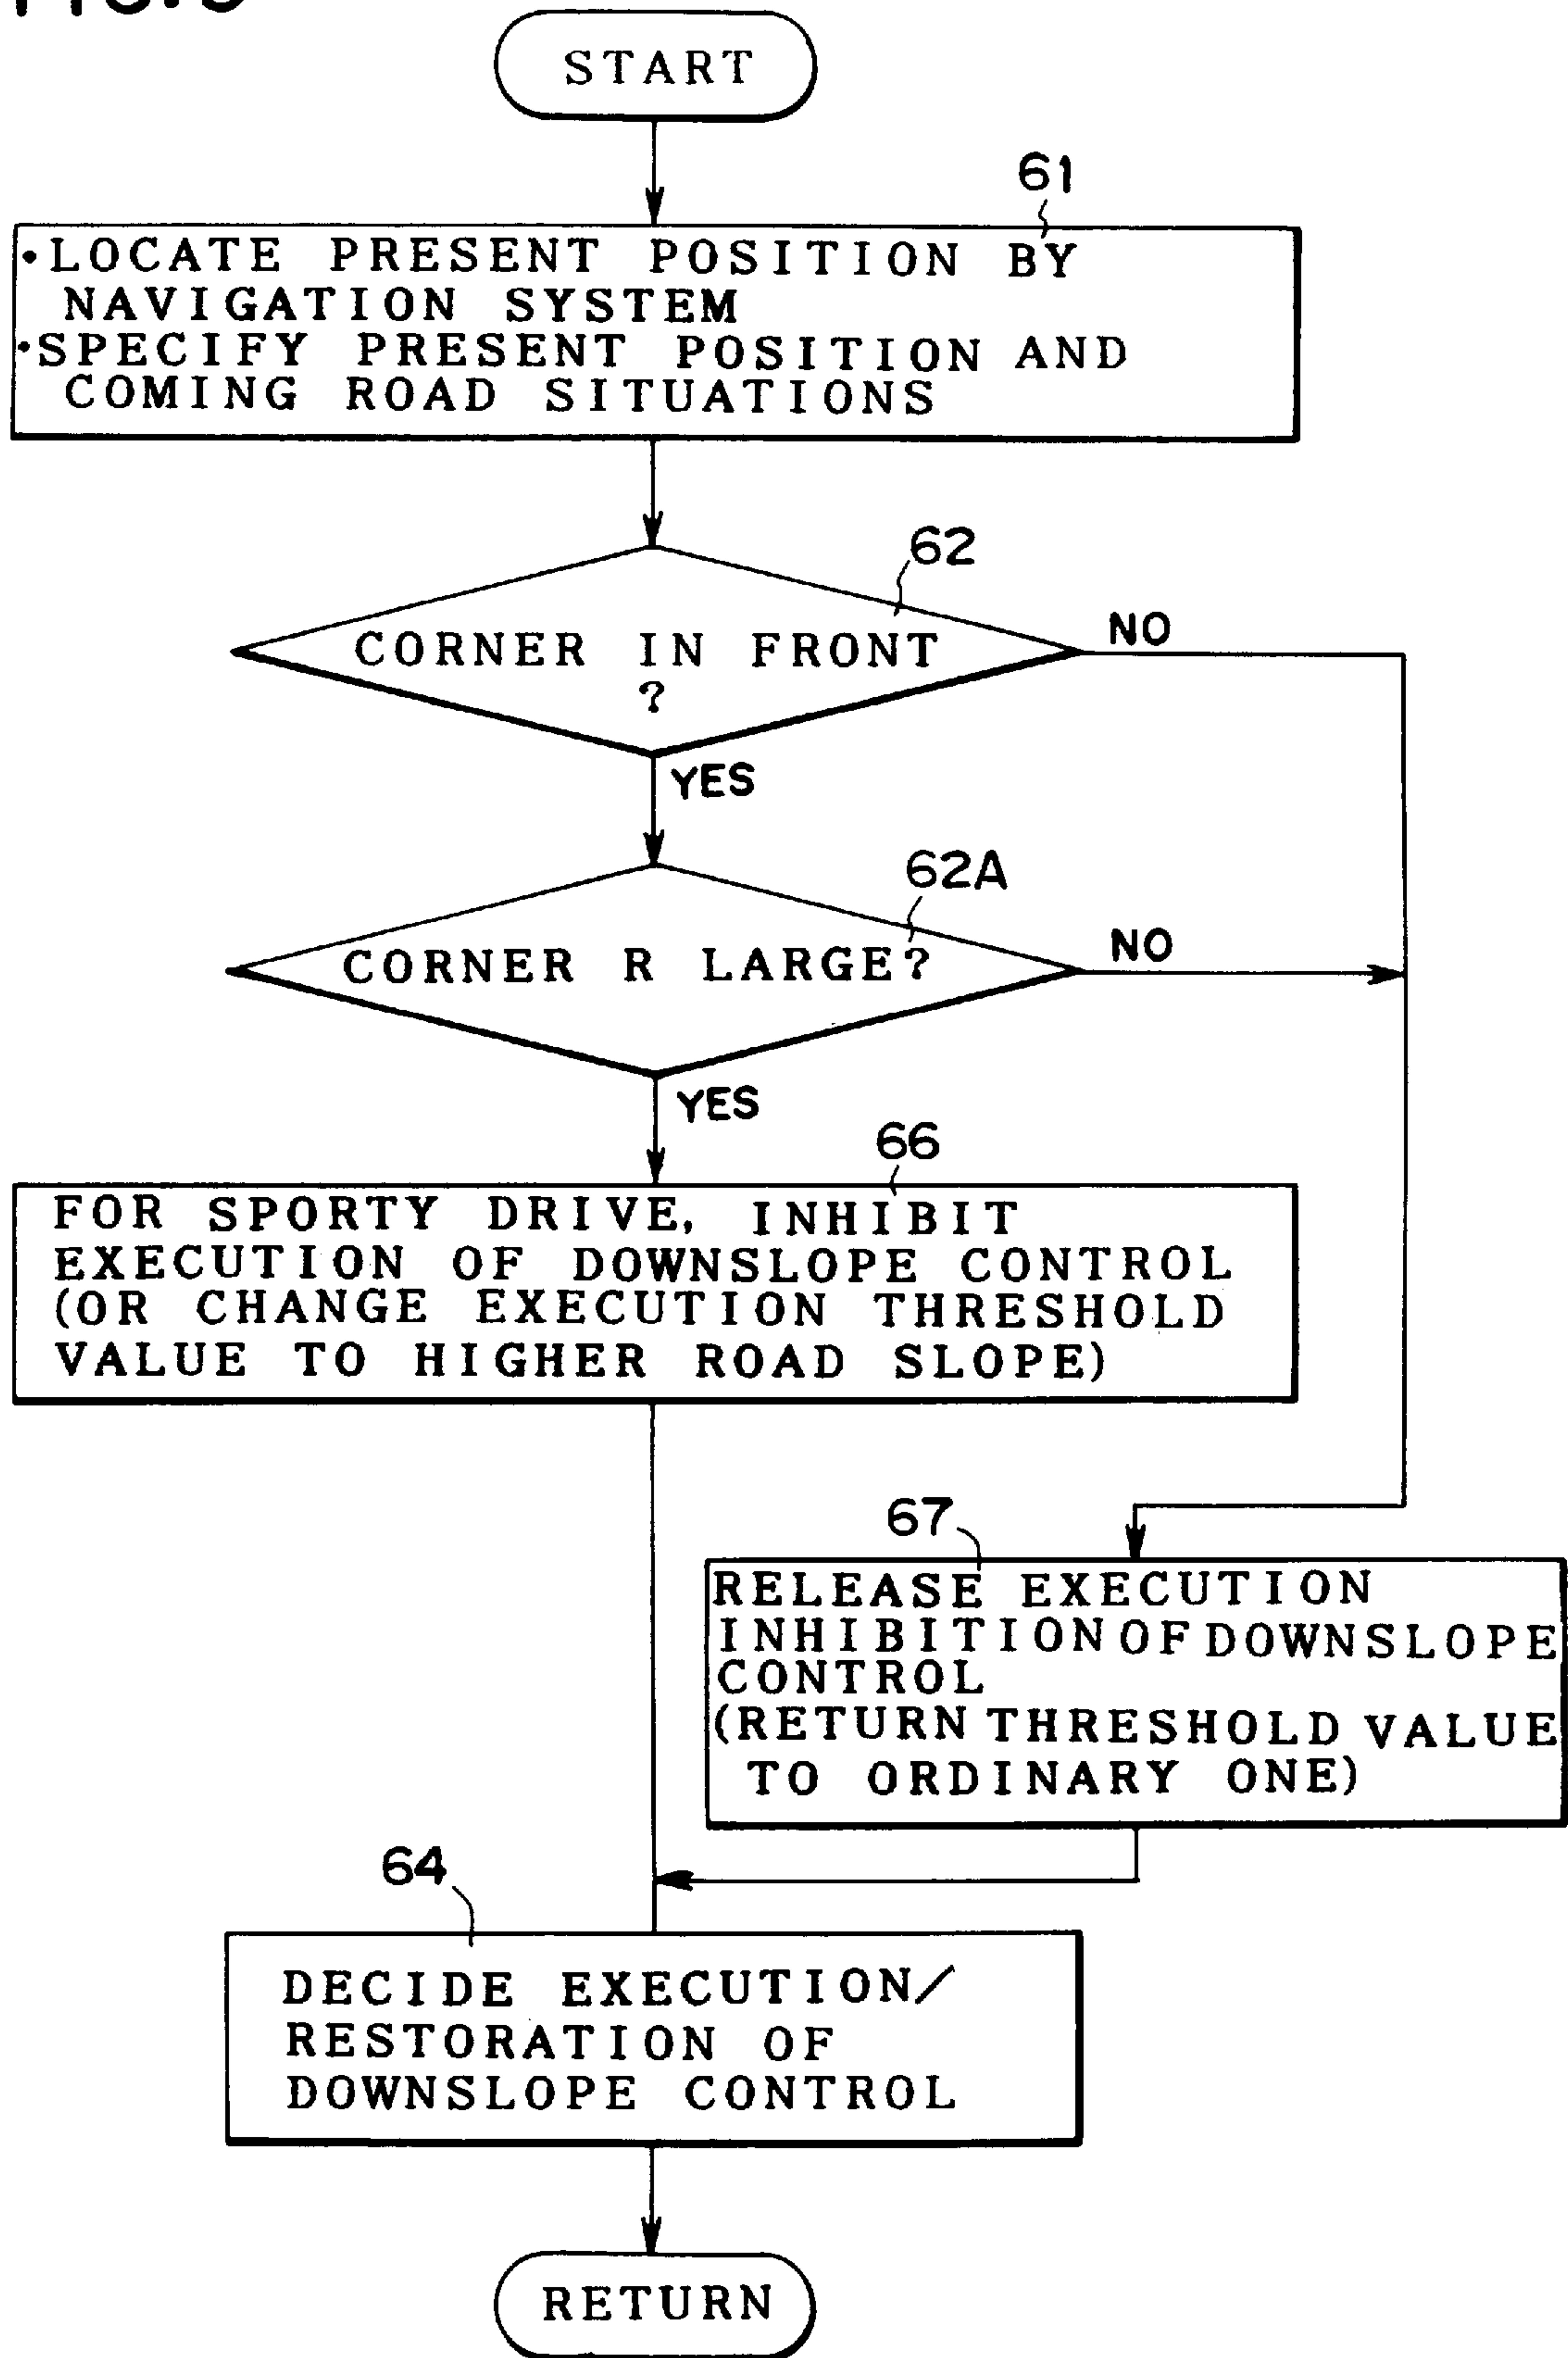 START
61
•LOCATE PRESENT POSITION BY
NAVIGATION SYSTEM
•SPECIFY PRESENT POSITION AND
COMING ROAD SITUATIONS
62
CORNER IN FRONT
?
NO
YES
62A
CORNER R LARGE?
NO
YES
66
FOR SPORTY DRIVE, INHIBIT
EXECUTION OF DOWNSLOPE CONTROL
(OR CHANGE EXECUTION THRESHOLD
VALUE TO HIGHER ROAD SLOPE)
67
RELEASE EXECUTION
INHIBITION OF DOWNSLOPE
CONTROL
(RETURN THRESHOLD VALUE
TO ORDINARY ONE)
64
DECIDE EXECUTION/
RESTORATION OF
DOWNSLOPE CONTROL
RETURN